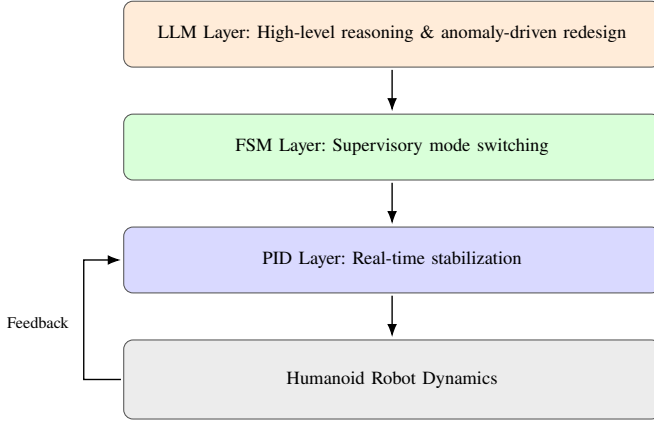 LLM Layer: High-level reasoning & anomaly-driven redesign
FSM Layer: Supervisory mode switching
PID Layer: Real-time stabilization
Feedback
Humanoid Robot Dynamics